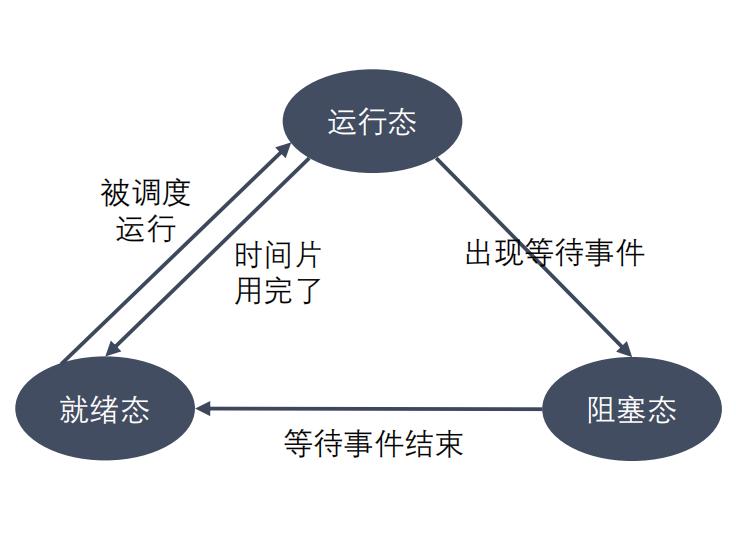 运行态
被调度
运行
时间片
用完了
出现等待事件
就绪态
阻塞态
等待事件结束